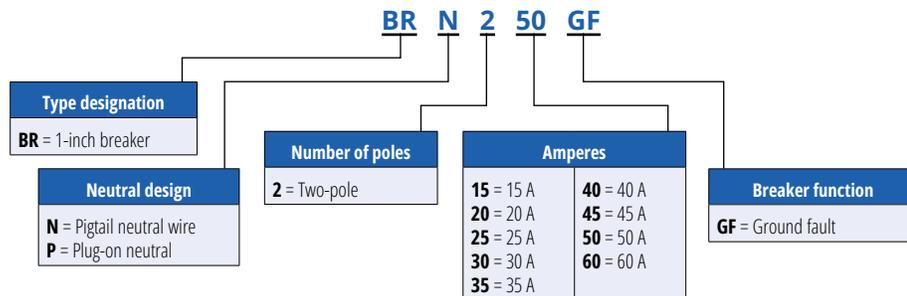 BR N 2 50 GF
Type designation
BR = 1-inch breaker
Neutral design
N = Pigtail neutral wire
P = Plug-on neutral
Number of poles
2 = Two-pole
Amperes
15 = 15 A
20 = 20 A
25 = 25 A
30 = 30 A
35 = 35 A
40 = 40 A
45 = 45 A
50 = 50 A
60 = 60 A
Breaker function
GF = Ground fault